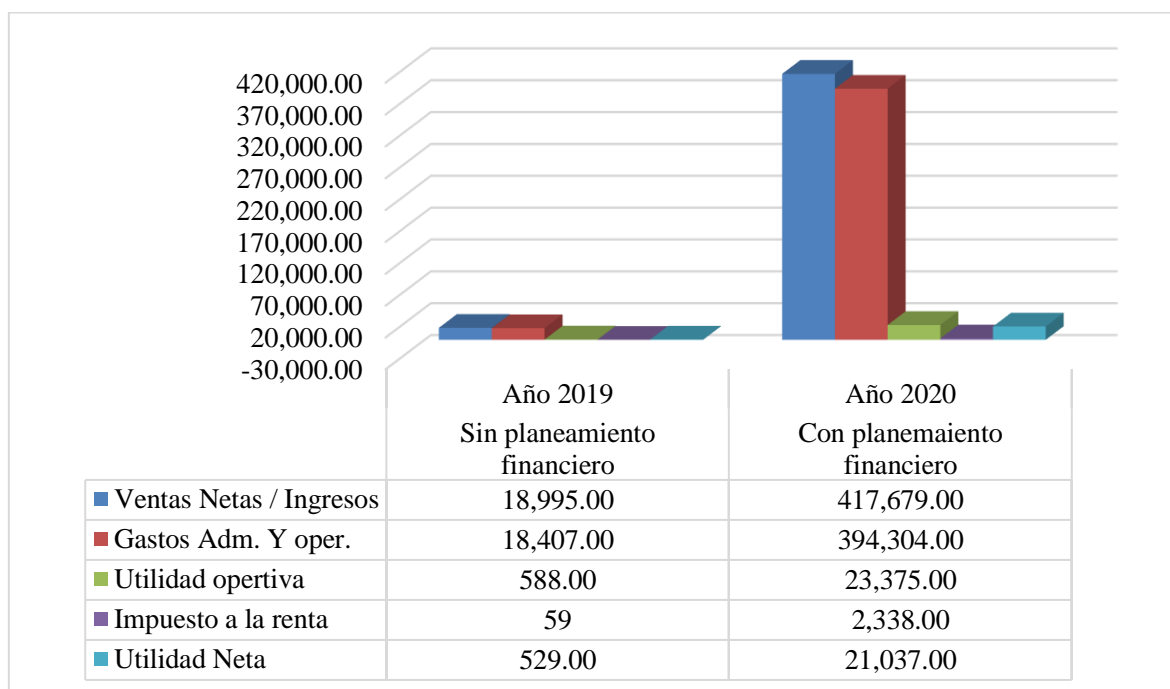 420,000.00
370,000.00
320,000.00
270,000.00
220,000.00
170,000.00
120,000.00
70,000.00
20,000.00
-30,000.00
Año 2019 Año 2020
Sin planeamiento financiero Con planemaiento financiero
Ventas Netas / Ingresos 18,995.00 417,679.00
Gastos Adm. Y oper. 18,407.00 394,304.00
Utilidad opertiva 588.00 23,375.00
Impuesto a la renta 59 2,338.00
Utilidad Neta 529.00 21,037.00